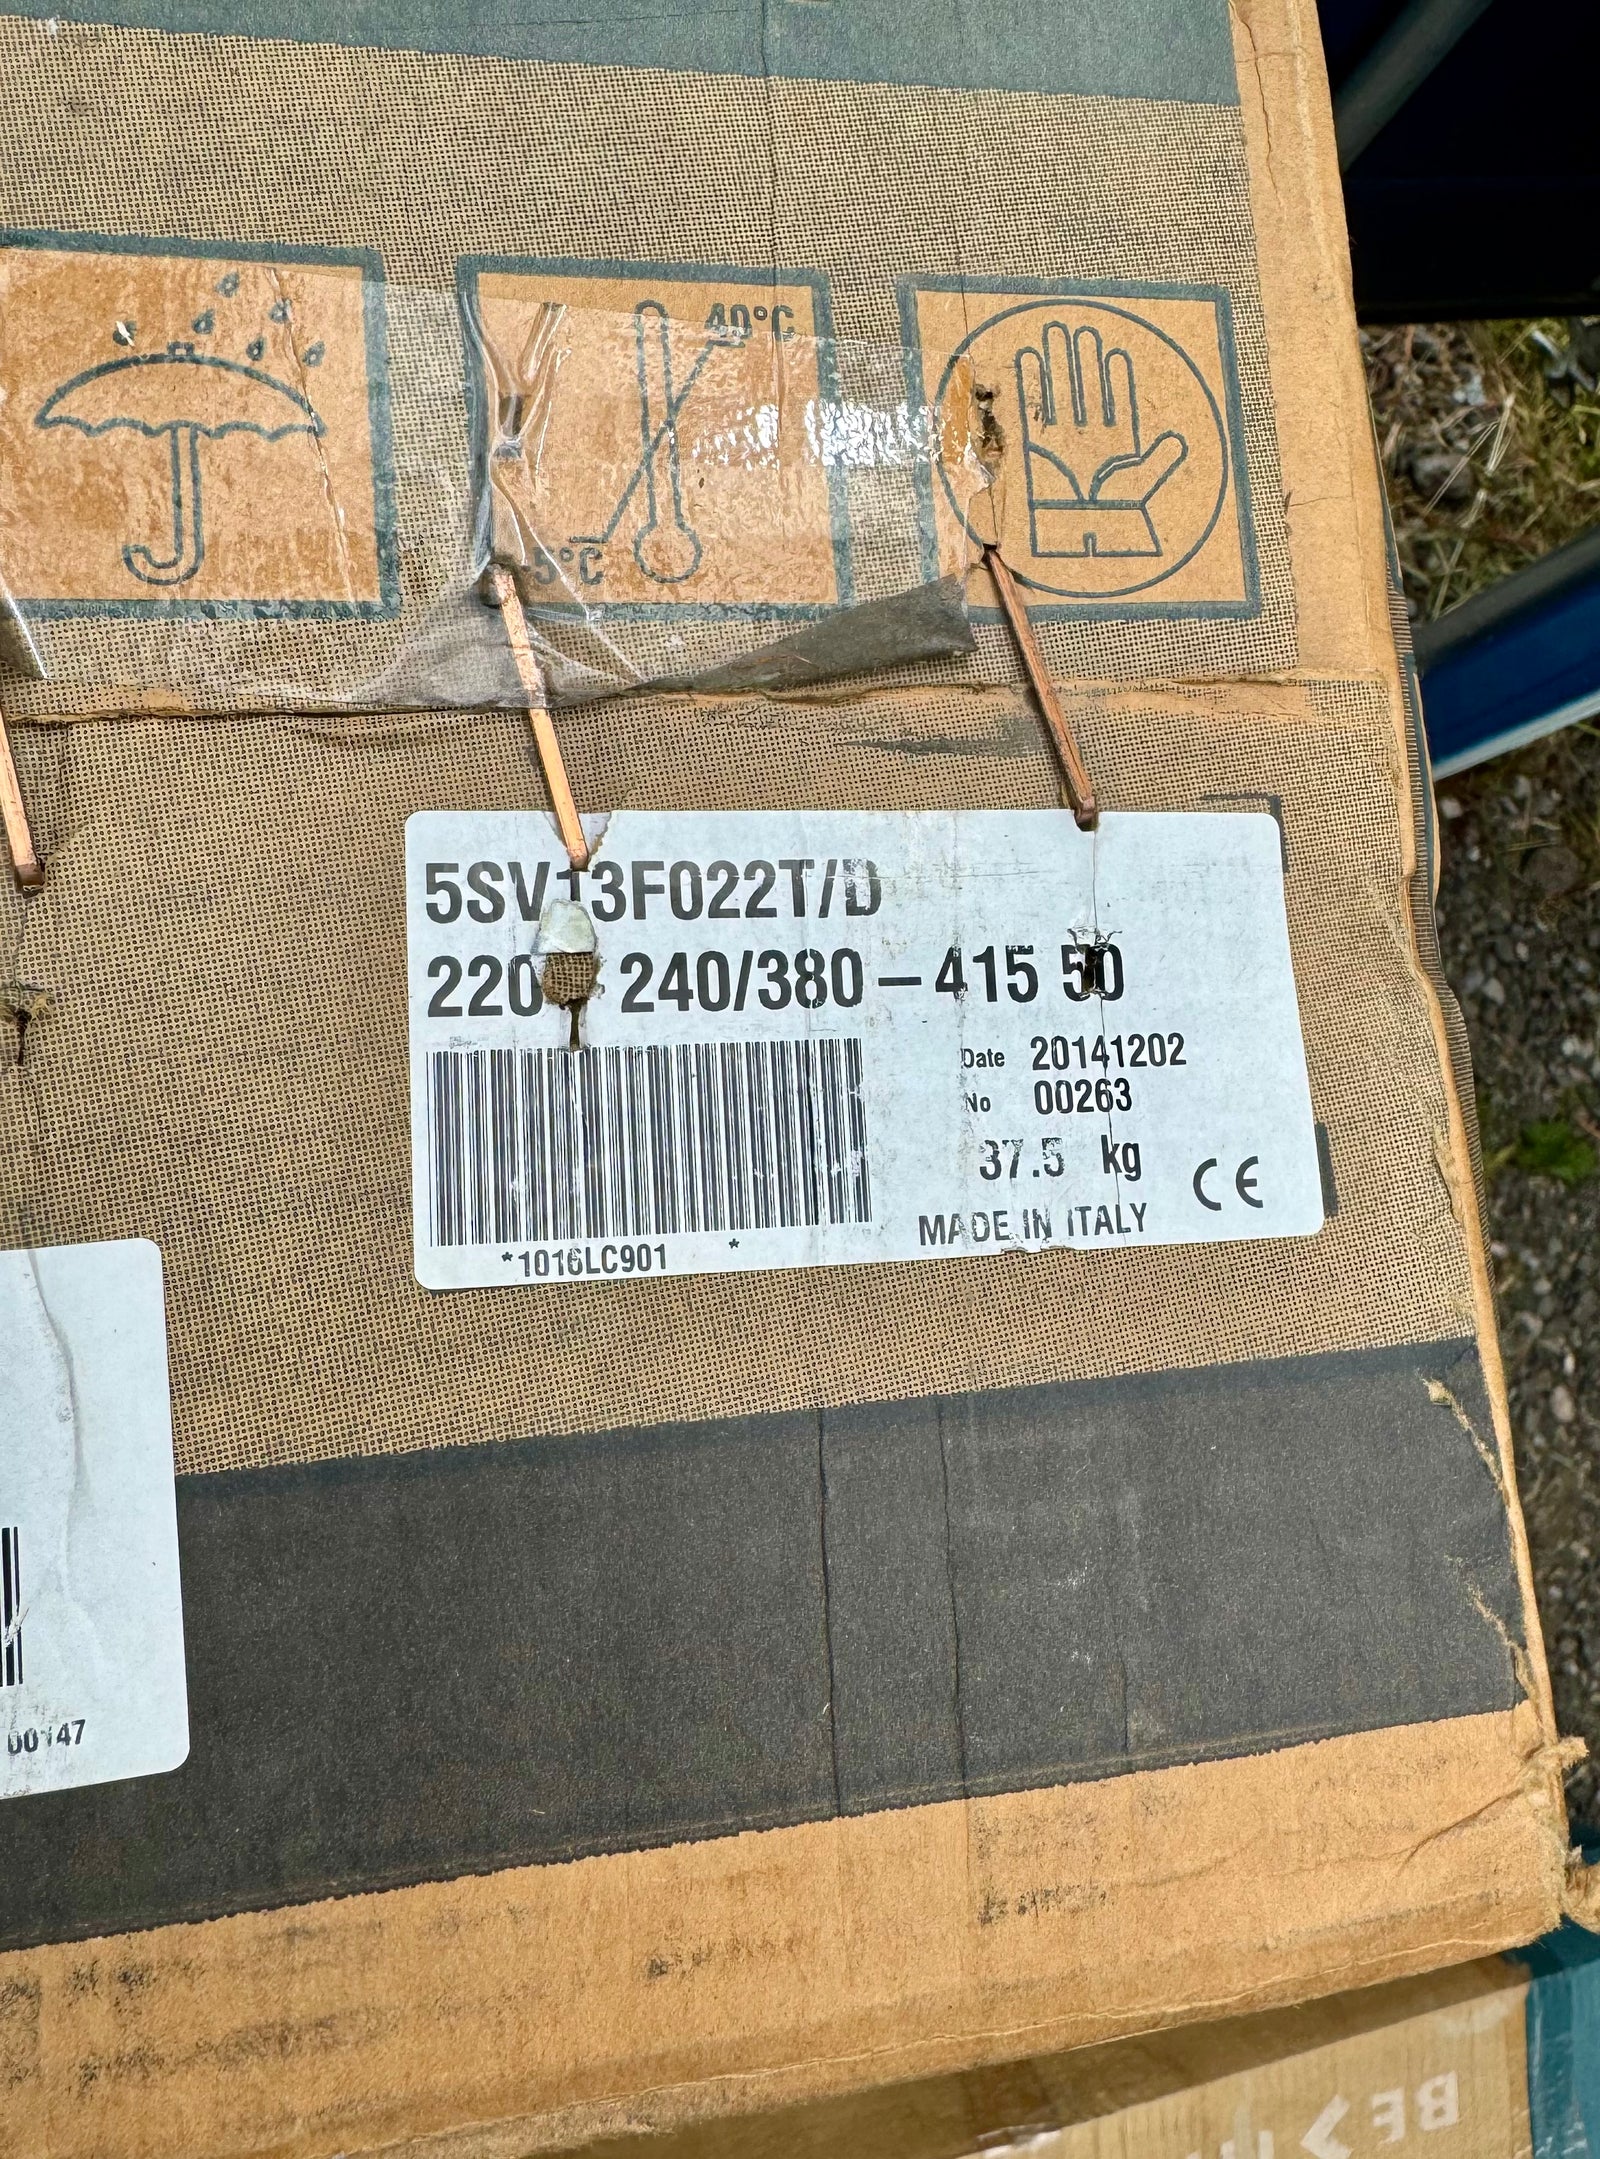 40°C
-5°C
5SV13F022T/D
220 - 240/380 – 415 50
Date 20141202
No 00263
37.5 kg
MADE IN ITALY
CE
*1016LC901 *
00147